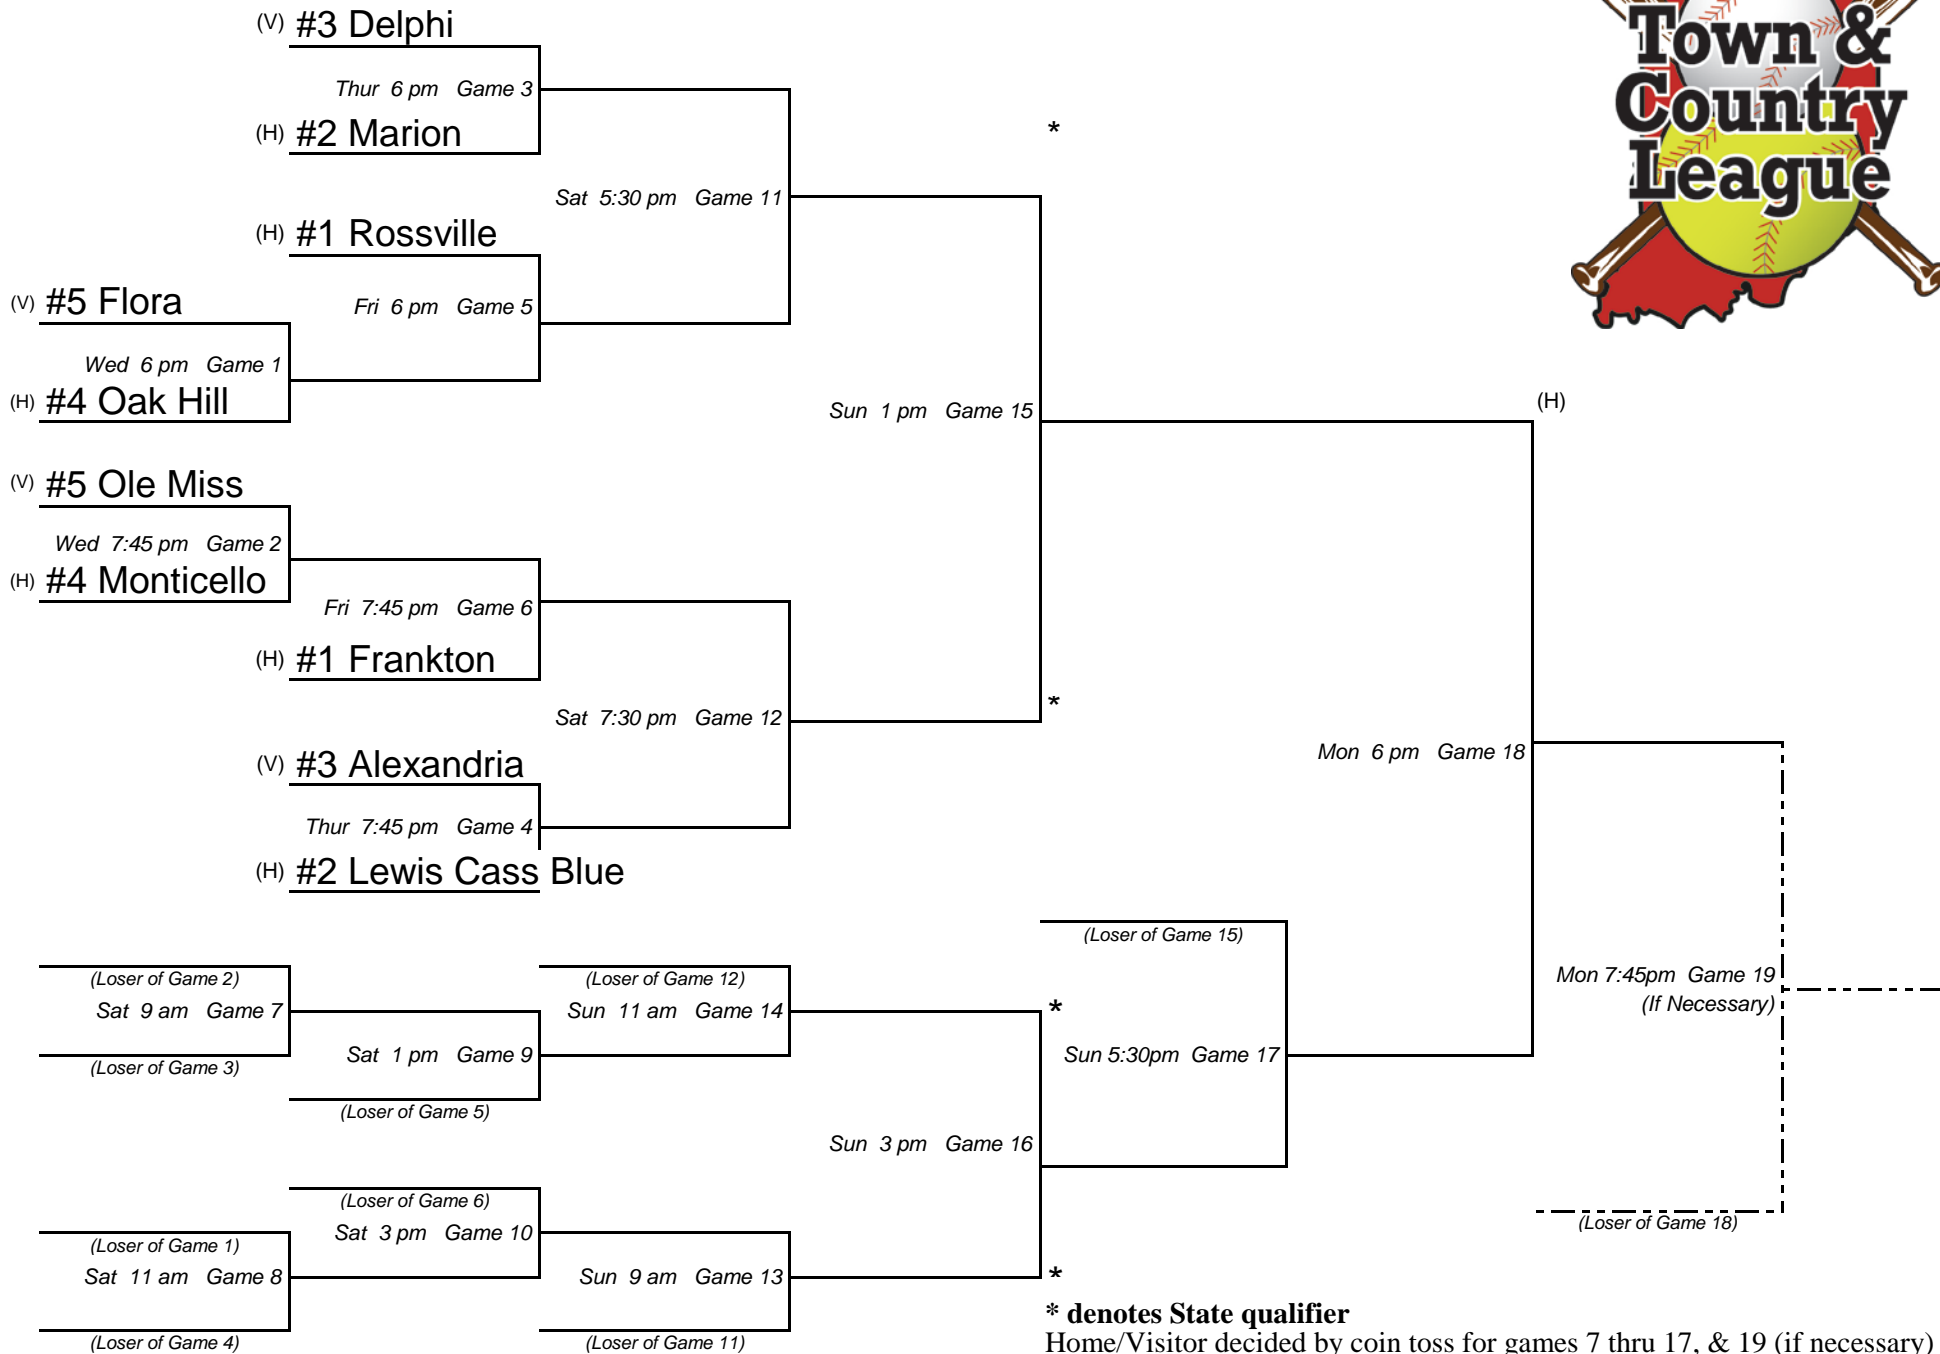 (V) #3 Delphi
Thur 6 pm Game 3
(H) #2 Marion
Sat 5:30 pm Game 11
(H) #1 Rossville
(V) #5 Flora
Fri 6 pm Game 5
Wed 6 pm Game 1
(H) #4 Oak Hill
Sun 1 pm Game 15
*
Town &
Country
League
(H)
(V) #5 Ole Miss
Wed 7:45 pm Game 2
(H) #4 Monticello
Fri 7:45 pm Game 6
(H) #1 Frankton
Sat 7:30 pm Game 12
*
(V) #3 Alexandria
Thur 7:45 pm Game 4
(H) #2 Lewis Cass Blue
Mon 6 pm Game 18
(Loser of Game 15)
(Loser of Game 2)
Sat 9 am Game 7
(Loser of Game 3)
Sat 1 pm Game 9
(Loser of Game 5)
(Loser of Game 12)
Sun 11 am Game 14
*
Sun 5:30pm Game 17
Mon 7:45pm Game 19
(If Necessary)
Sun 3 pm Game 16
(Loser of Game 6)
Sat 3 pm Game 10
(Loser of Game 1)
Sat 11 am Game 8
(Loser of Game 4)
Sun 9 am Game 13
(Loser of Game 11)
*
(Loser of Game 18)
* denotes State qualifier
Home/Visitor decided by coin toss for games 7 thru 17, & 19 (if necessary)